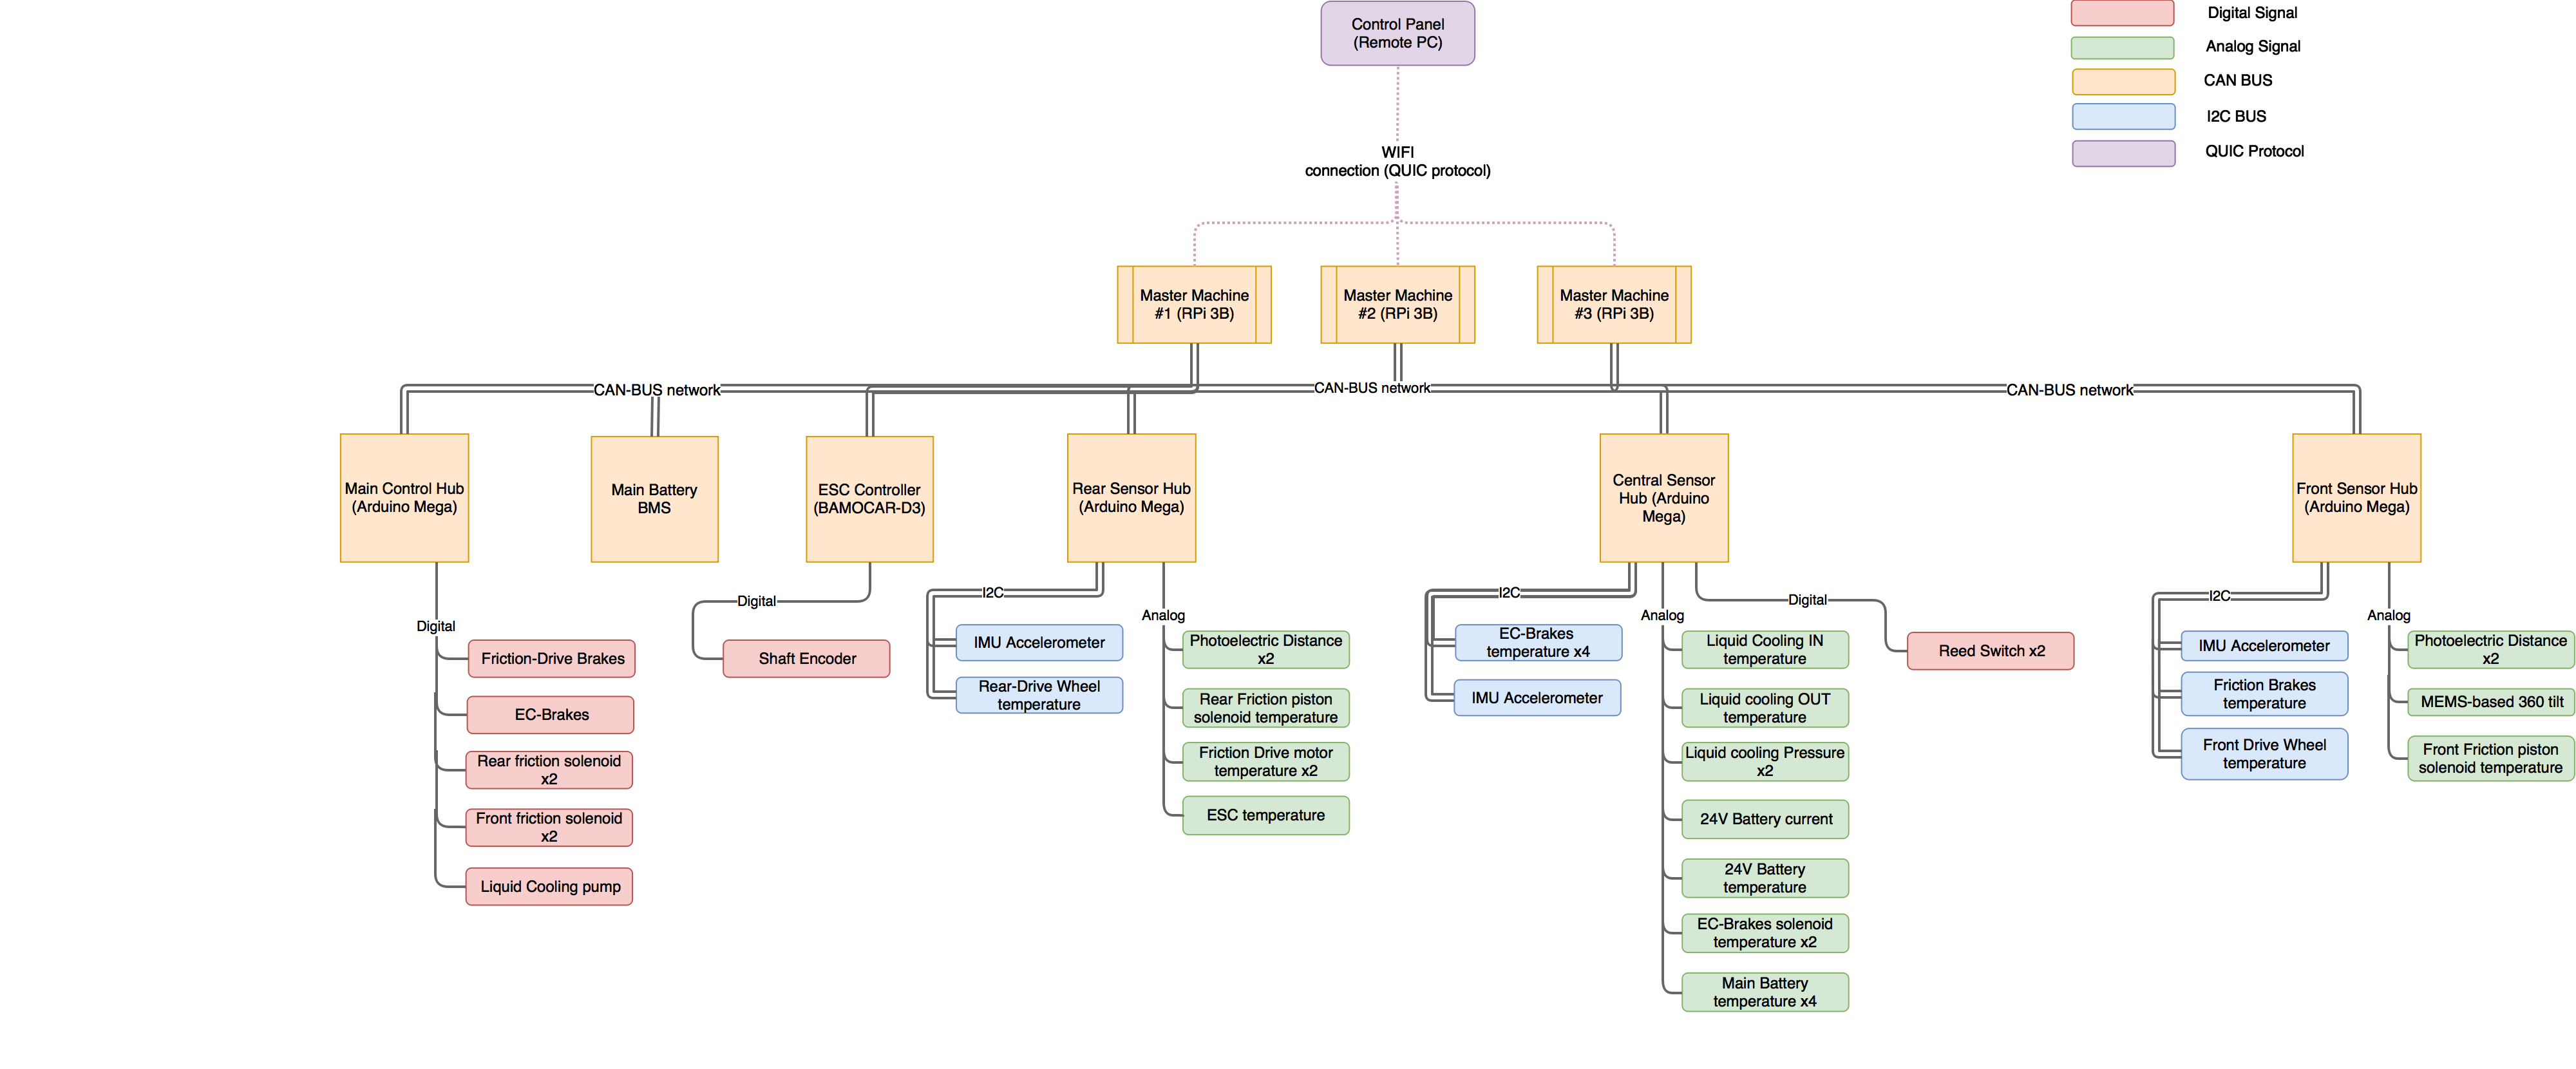 Control Panel
(Remote PC)
Digital Signal
Analog Signal
CAN BUS
I2C BUS
QUIC Protocol
WIFI
connection (QUIC protocol)
Master Machine
#1 (RPi 3B)
Master Machine
#2 (RPi 3B)
Master Machine
#3 (RPi 3B)
CAN-BUS network
CAN-BUS network
CAN-BUS network
Main Control Hub
(Arduino Mega)
Main Battery
BMS
ESC Controller
(BAMOCAR-D3)
Rear Sensor Hub
(Arduino Mega)
Central Sensor
Hub (Arduino
Mega)
Front Sensor Hub
(Arduino Mega)
Digital
Friction-Drive Brakes
EC-Brakes
Rear friction solenoid
x2
Front friction solenoid
x2
Liquid Cooling pump
Digital
Shaft Encoder
I2C
IMU Accelerometer
Rear-Drive Wheel
temperature
Analog
Photoelectric Distance
x2
Rear Friction piston
solenoid temperature
Friction Drive motor
temperature x2
ESC temperature
I2C
EC-Brakes
temperature x4
IMU Accelerometer
Analog
Liquid Cooling IN
temperature
Liquid cooling OUT
temperature
Liquid cooling Pressure
x2
24V Battery current
24V Battery
temperature
EC-Brakes solenoid
temperature x2
Main Battery
temperature x4
Digital
Reed Switch x2
I2C
IMU Accelerometer
Friction Brakes
temperature
Front Drive Wheel
temperature
Analog
Photoelectric Distance
x2
MEMS-based 360 tilt
Front Friction piston
solenoid temperature